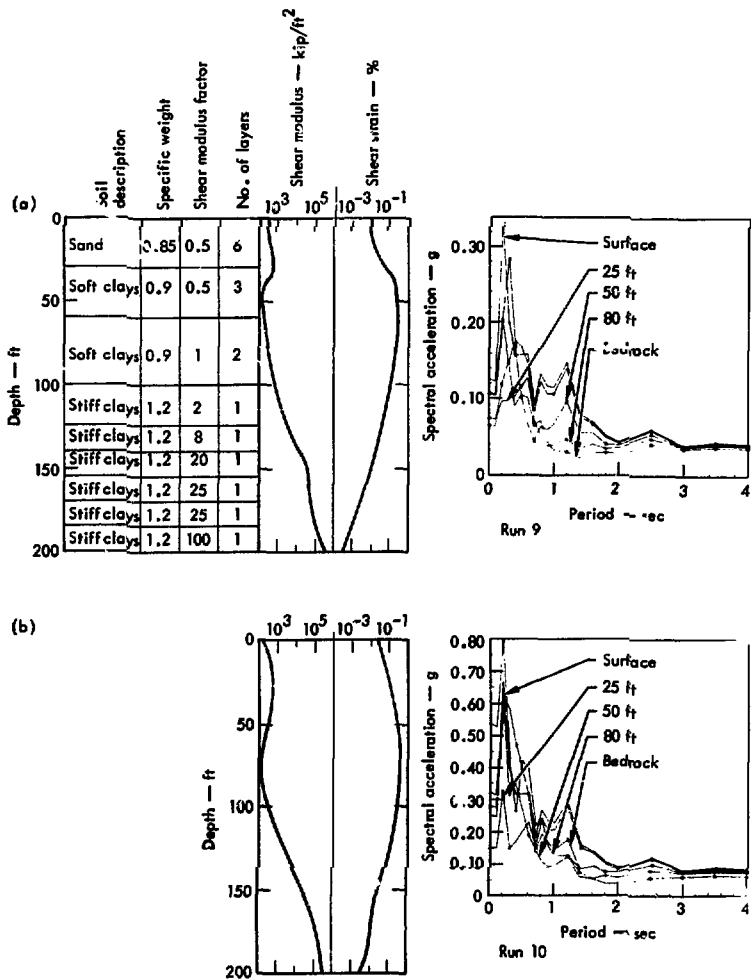 (a)
Soil description
Specific weight
Shear modulus factor
No. of layers
Shear modulus — kip/ft²
Shear strain — %
10³ 10⁵ 10⁻³ 10⁻¹
Depth — ft
0
50
100
150
200
Sand 0.85 0.5 6
Soft clays 0.9 0.5 3
Soft clays 0.9 1 2
Stiff clays 1.2 2 1
Stiff clays 1.2 8 1
Stiff clays 1.2 20 1
Stiff clays 1.2 25 1
Stiff clays 1.2 25 1
Stiff clays 1.2 100 1
Spectral acceleration — g
0.30
0.20
0.10
0
Surface
25 ft
50 ft
80 ft
Bedrock
0 1 2 3 4
Period — sec
Run 9
(b)
10³ 10⁵ 10⁻³ 10⁻¹
Depth — ft
0
50
100
150
200
Spectral acceleration — g
0.80
0.70
0.60
0.50
0.40
0.30
0.20
0.10
0
Surface
25 ft
50 ft
80 ft
Bedrock
0 1 2 3 4
Period — sec
Run 10